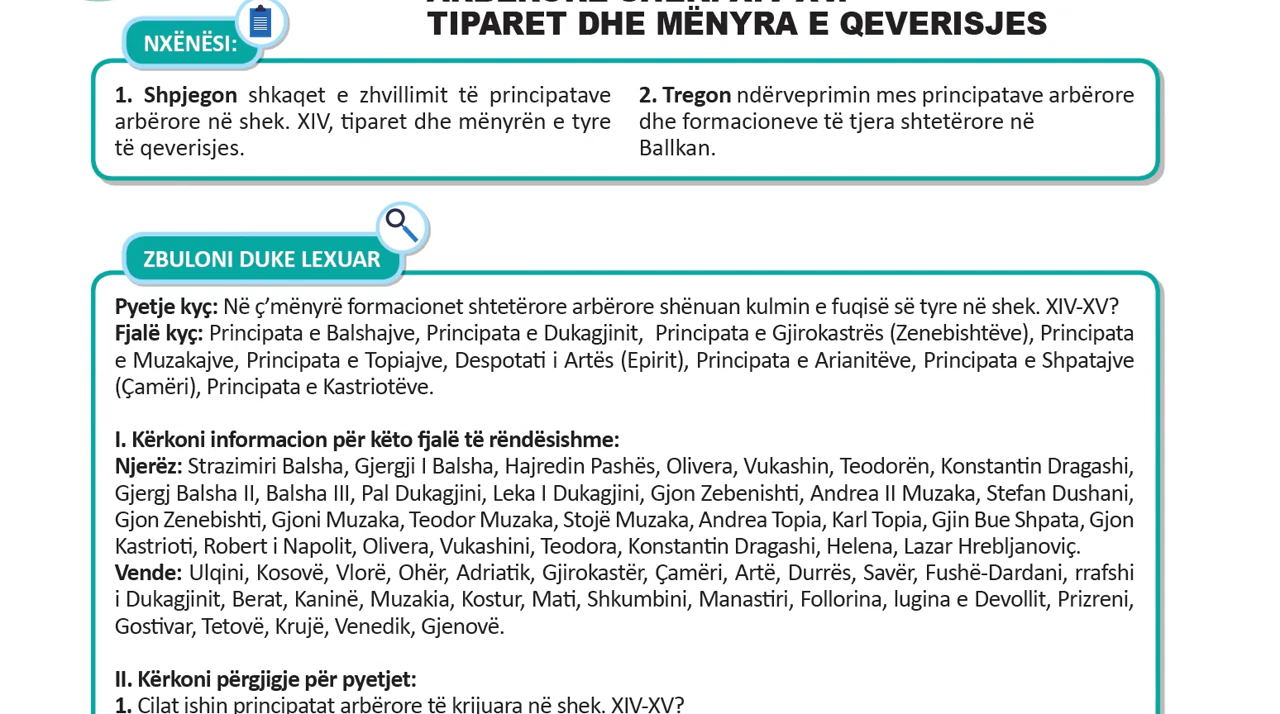 TIPARET DHE MËNYRA E QEVERISJES
NXËNËSI:
1. Shpjegon shkaqet e zhvillimit të principatave
arbërore në shek. XIV, tiparet dhe mënyrën e tyre
të qeverisjes.
2. Tregon ndërveprimin mes principatave arbërore
dhe formacioneve të tjera shtetërore në
Ballkan.
ZBULONI DUKE LEXUAR
Pyetje kyç: Në ç’mënyrë formacionet shtetërore arbërore shënuan kulmin e fuqisë së tyre në shek. XIV-XV?
Fjalë kyç: Principata e Balshajve, Principata e Dukagjinit, Principata e Gjirokastrës (Zenebishtëve), Principata
e Muzakajve, Principata e Topiajve, Despotati i Artës (Epirit), Principata e Arianitëve, Principata e Shpatajve
(Çamëri), Principata e Kastriotëve.
I. Kërkoni informacion për këto fjalë të rëndësishme:
Njerëz: Strazimiri Balsha, Gjergji I Balsha, Hajredin Pashës, Olivera, Vukashin, Teodorën, Konstantin Dragashi,
Gjergj Balsha II, Balsha III, Pal Dukagjini, Leka I Dukagjini, Gjon Zebenishti, Andrea II Muzaka, Stefan Dushani,
Gjon Zenebishti, Gjoni Muzaka, Teodor Muzaka, Stojë Muzaka, Andrea Topia, Karl Topia, Gjin Bue Shpata, Gjon
Kastrioti, Robert i Napolit, Olivera, Vukashini, Teodora, Konstantin Dragashi, Helena, Lazar Hrebljanoviç.
Vende: Ulqini, Kosovë, Vlorë, Ohër, Adriatik, Gjirokastër, Çamëri, Artë, Durrës, Savër, Fushë-Dardani, rrafshi
i Dukagjinit, Berat, Kaninë, Muzakia, Kostur, Mati, Shkumbini, Manastiri, Follorina, lugina e Devollit, Prizreni,
Gostivar, Tetovë, Krujë, Venedik, Gjenovë.
II. Kërkoni përgjigje për pyetjet:
1. Cilat ishin principatat arbërore të krijuara në shek. XIV-XV?